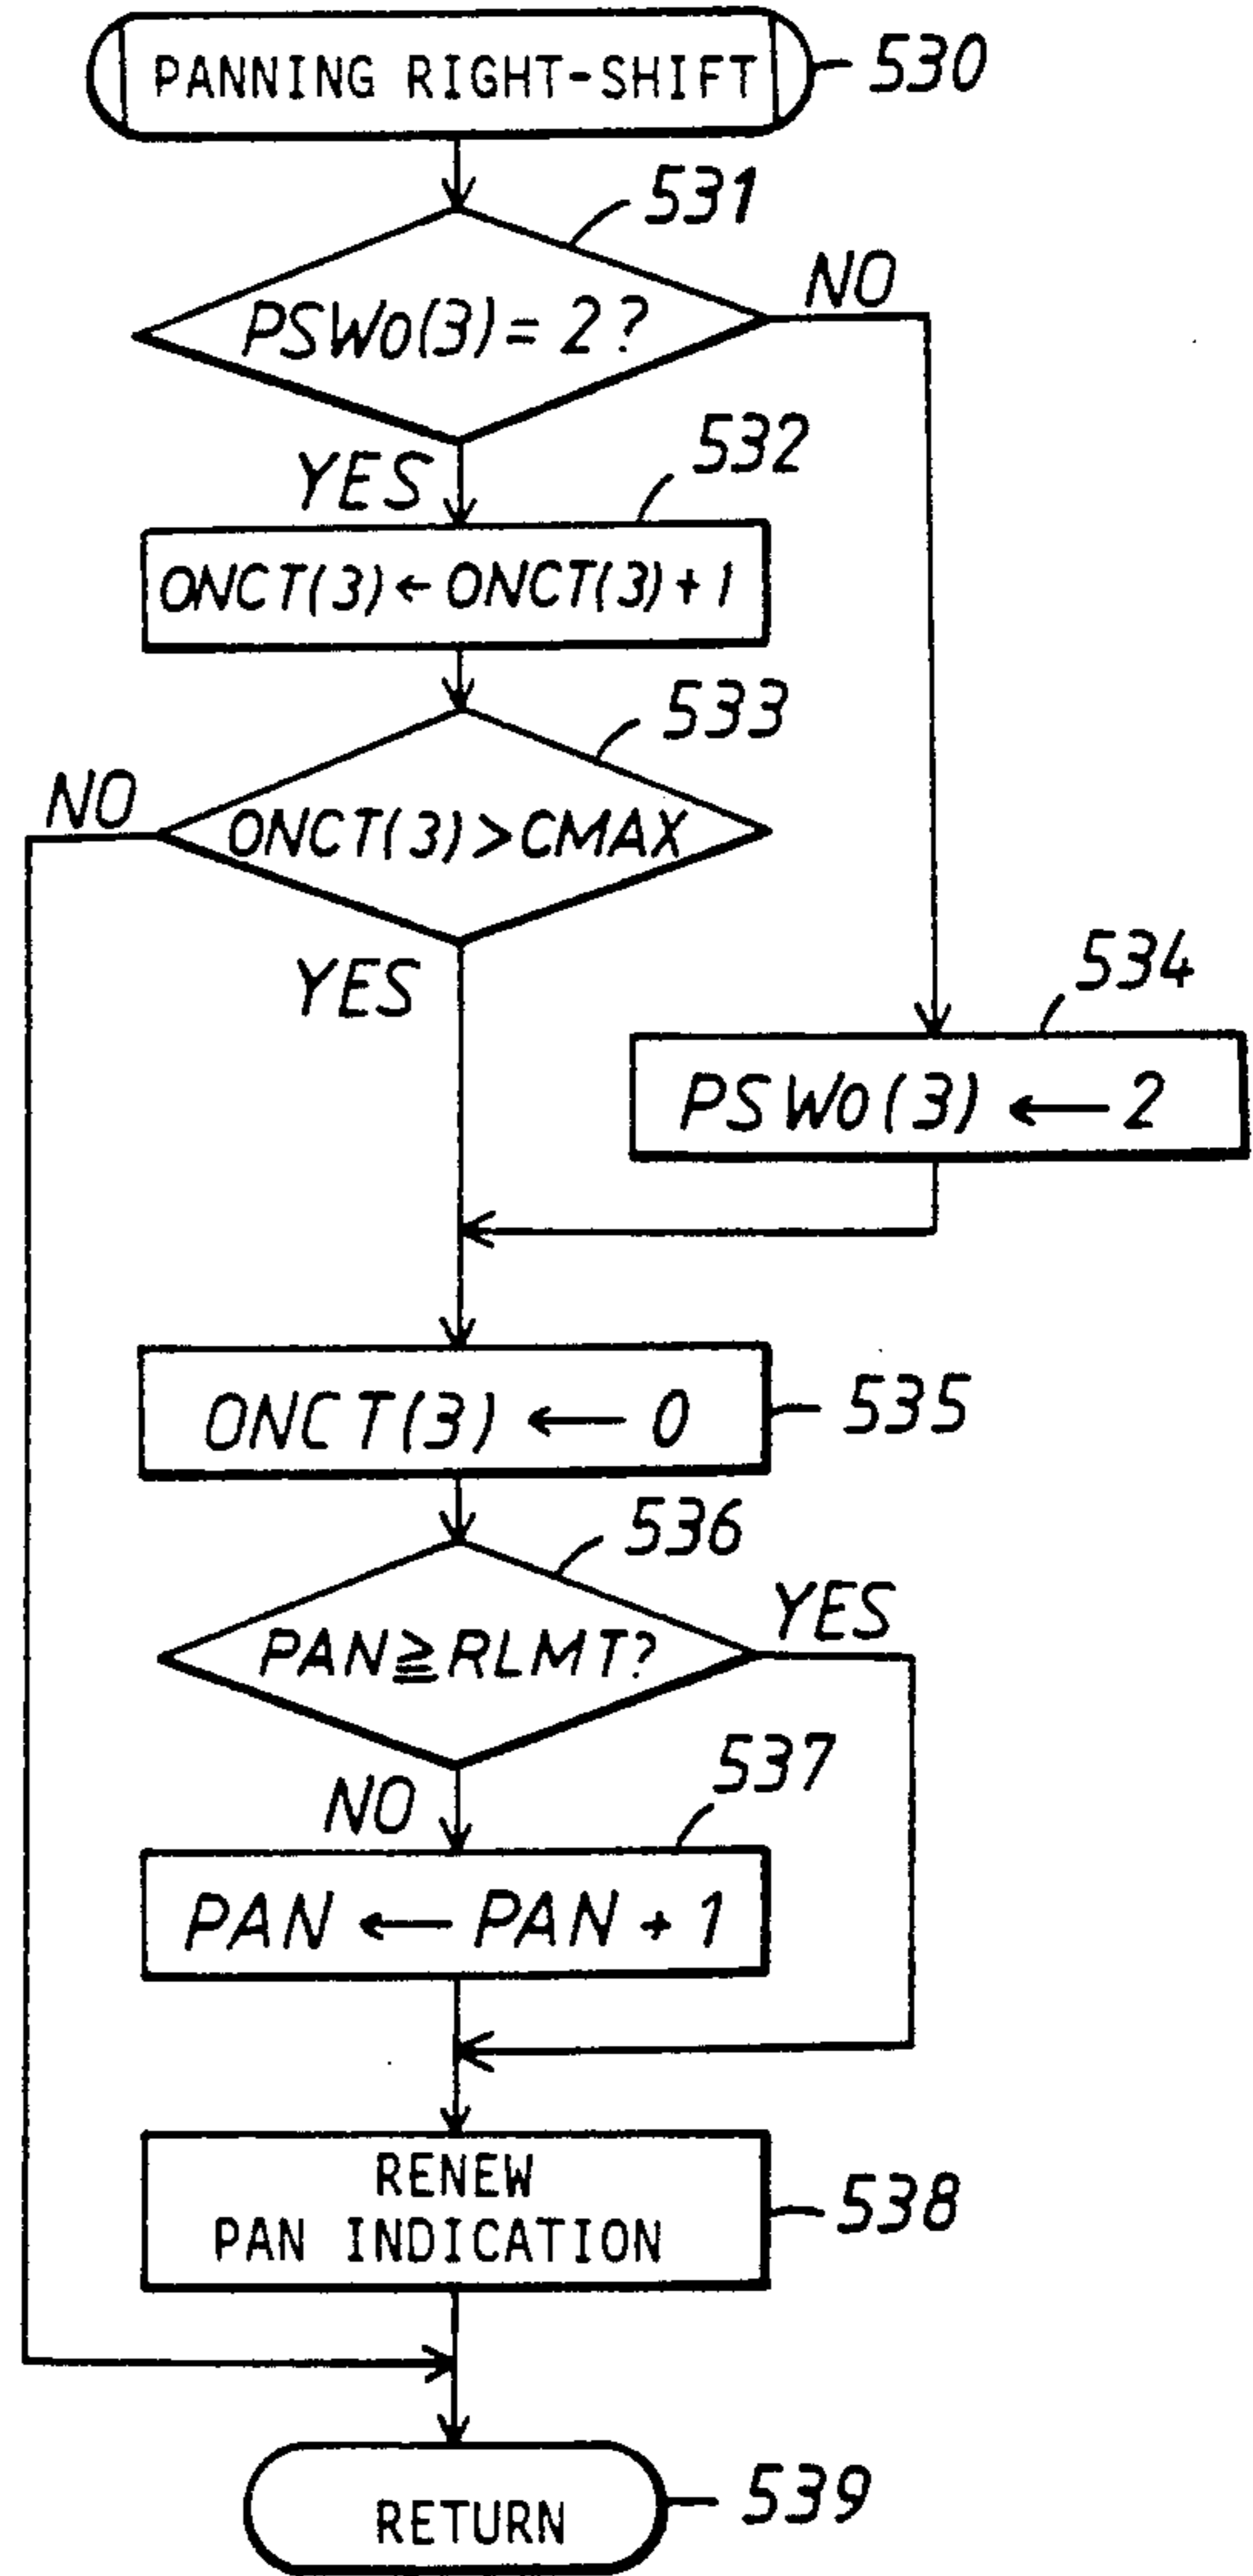 PANNING RIGHT-SHIFT
530
531
PSWo(3)=2?
NO
YES
532
ONCT(3)←ONCT(3)+1
533
NO
ONCT(3)>CMAX
YES
534
PSWo(3)←2
ONCT(3)←0
535
536
PAN≧RLMT?
YES
NO
537
PAN←PAN+1
RENEW
PAN INDICATION
538
RETURN
539